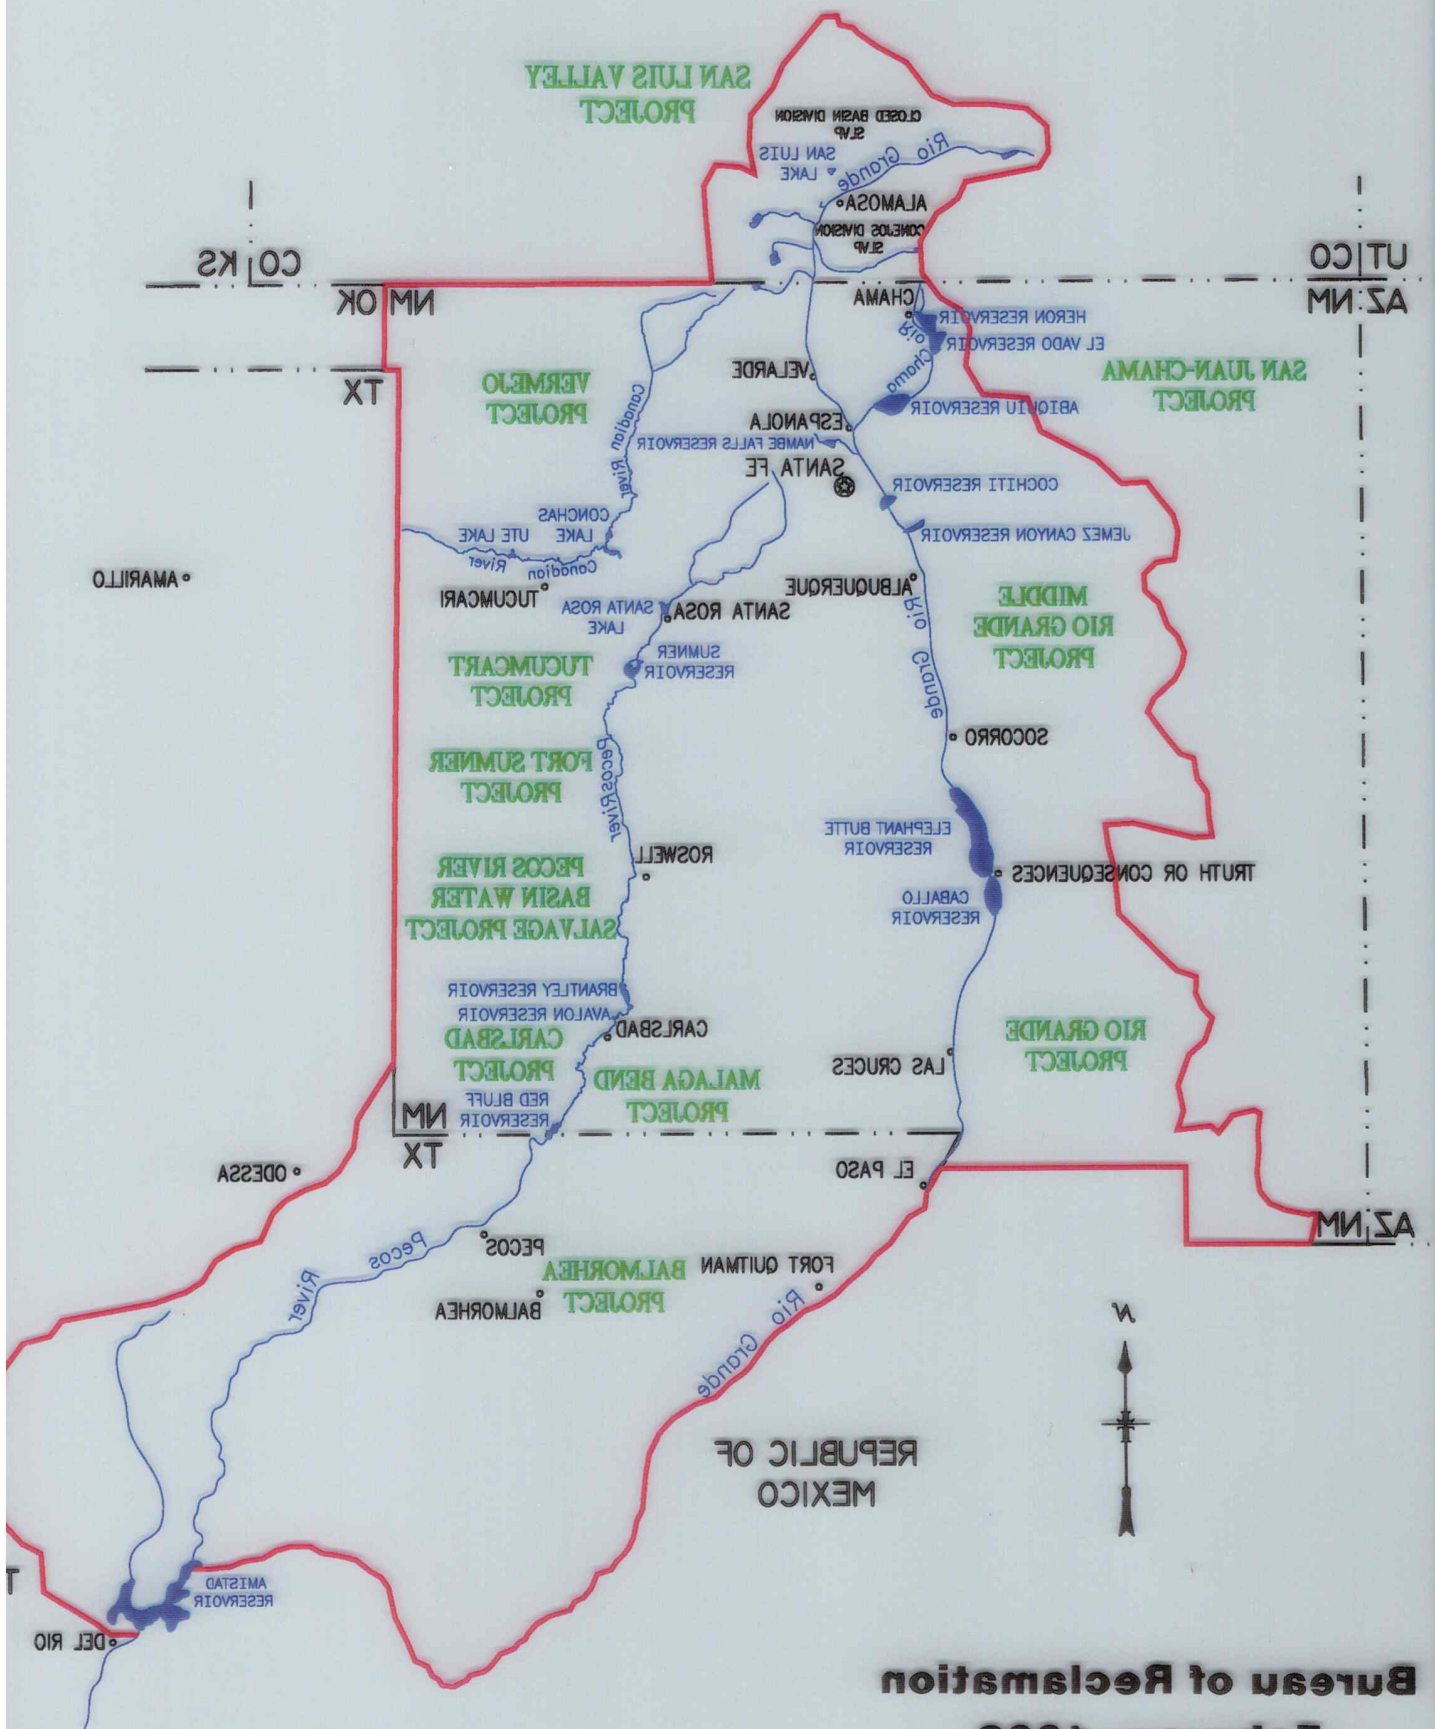 SAN LUIS VALLEY
PROJECT
CLOSED BASIN DIVISION
SLVP
Rio Grande
SAN LUIS
LAKE
ALAMOSA
CONEJOS DIVISION
SLVP
UT CO
AZ NM
CO KS
NM OK
TX
CHAMA
HERON RESERVOIR
EL VADO RESERVOIR
Rio Chama
SAN JUAN-CHAMA
PROJECT
ABIQUIU RESERVOIR
VELARDE
ESPANOLA
NAMBE FALLS RESERVOIR
SANTA FE
VERMEJO
PROJECT
Canadian River
COCHITI RESERVOIR
JEMEZ CANYON RESERVOIR
CONCHAS
LAKE
UTE LAKE
Canadian River
AMARILLO
TUCUMCARI
ALBUQUERQUE
Rio Grande
MIDDLE
RIO GRANDE
PROJECT
SANTA ROSA
SANTA ROSA
LAKE
SUMNER
RESERVOIR
TUCUMCART
PROJECT
SOCORRO
FORT SUMNER
PROJECT
Pecos River
ELEPHANT BUTTE
RESERVOIR
TRUTH OR CONSEQUENCES
CABALLO
RESERVOIR
ROSWELL
PECOS RIVER
BASIN WATER
SALVAGE PROJECT
BRANTLEY RESERVOIR
AVALON RESERVOIR
CARLSBAD
CARLSBAD
PROJECT
RIO GRANDE
PROJECT
LAS CRUCES
MALAGA BEND
PROJECT
RED BLUFF
RESERVOIR
NM
TX
EL PASO
ODESSA
AZ NM
PECOS
Pecos River
FORT QUITMAN
BALMORHEA
PROJECT
BALMORHEA
Rio Grande
N
REPUBLIC OF
MEXICO
AMISTAD
RESERVOIR
T
DEL RIO
Bureau of Reclamation